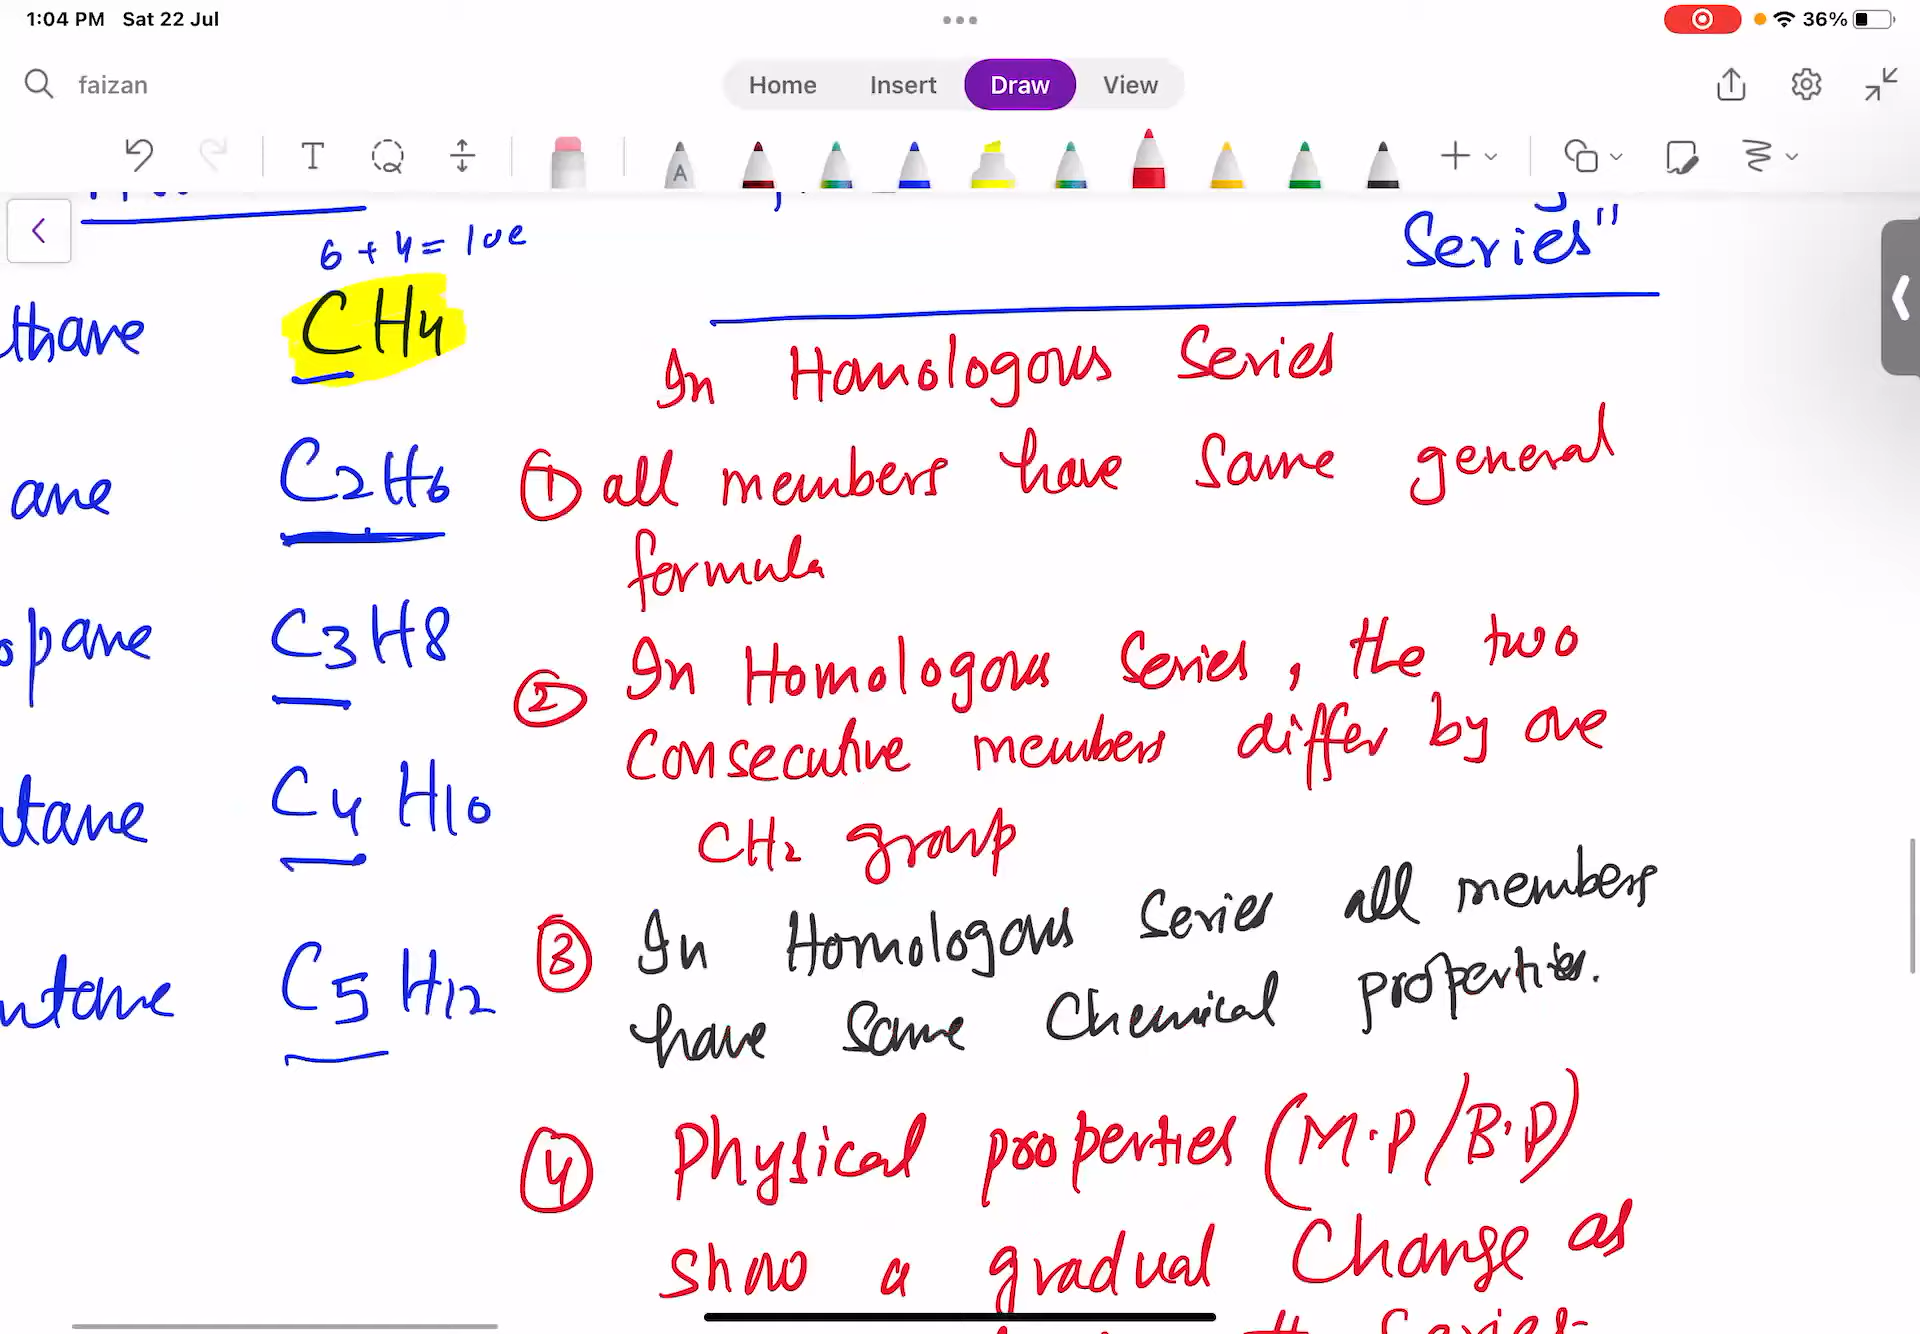 1:04 PM Sat 22 Jul
36%
faizan
Home Insert Draw View
A
Series"
6 + 4 = 10e
thane CH4
In Homologous Series
ane C2H6
① all members have same general
formula
opane C3H8
② In Homologous Series, the two
consecutive members differ by one
CH2 group
tane C4H10
③ In Homologous Series all members
have same Chemical properties.
ntane C5H12
④ Physical properties (M.P/B.P)
show a gradual Change as
Series-